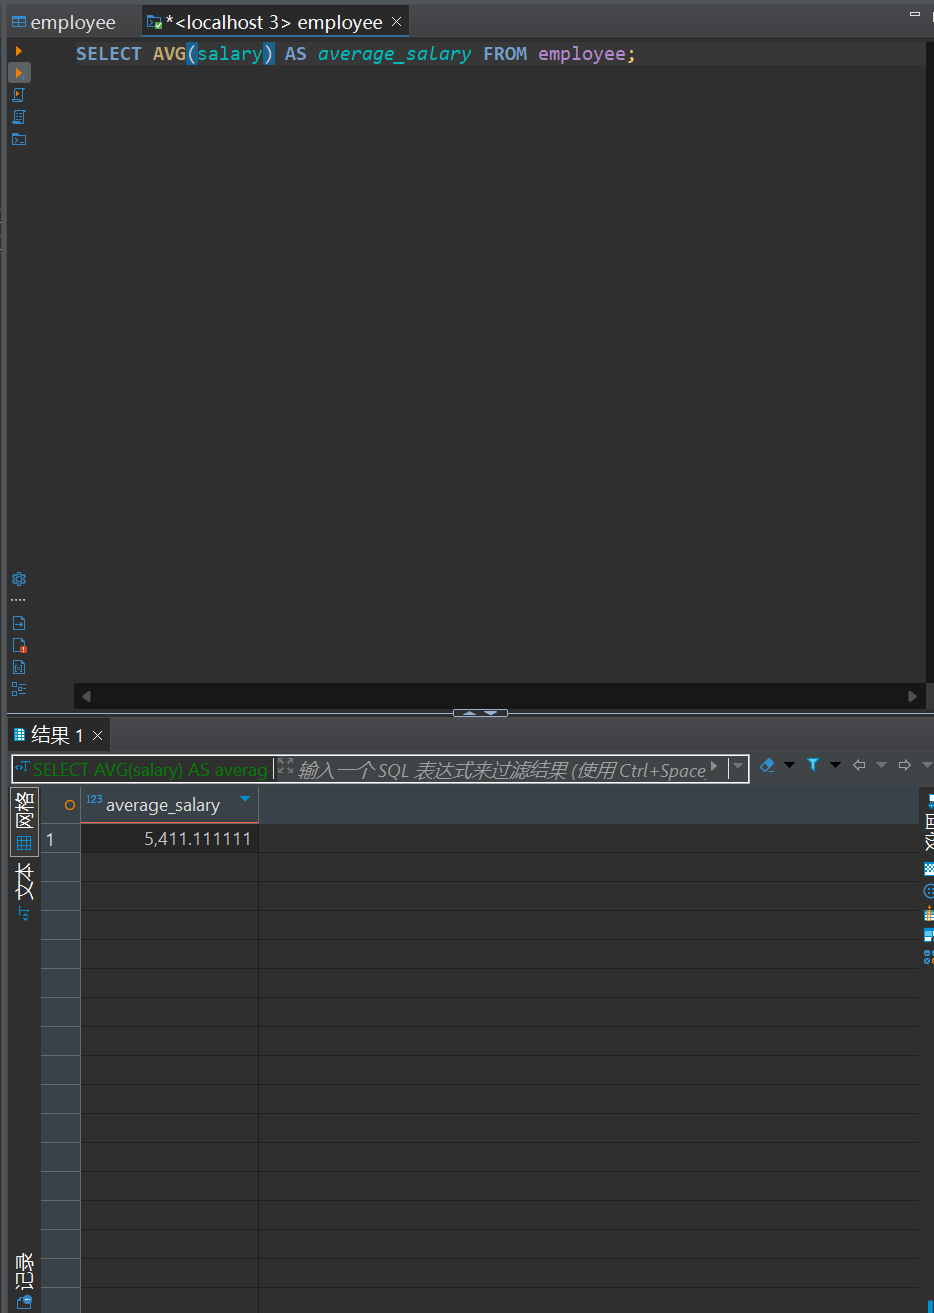 employee
*<localhost 3> employee
SELECT AVG(salary) AS average_salary FROM employee;
结果 1
SELECT AVG(salary) AS averag
输入一个 SQL 表达式来过滤结果 (使用 Ctrl+Space
网格
123 average_salary
1
5,411.111111
文本
记录